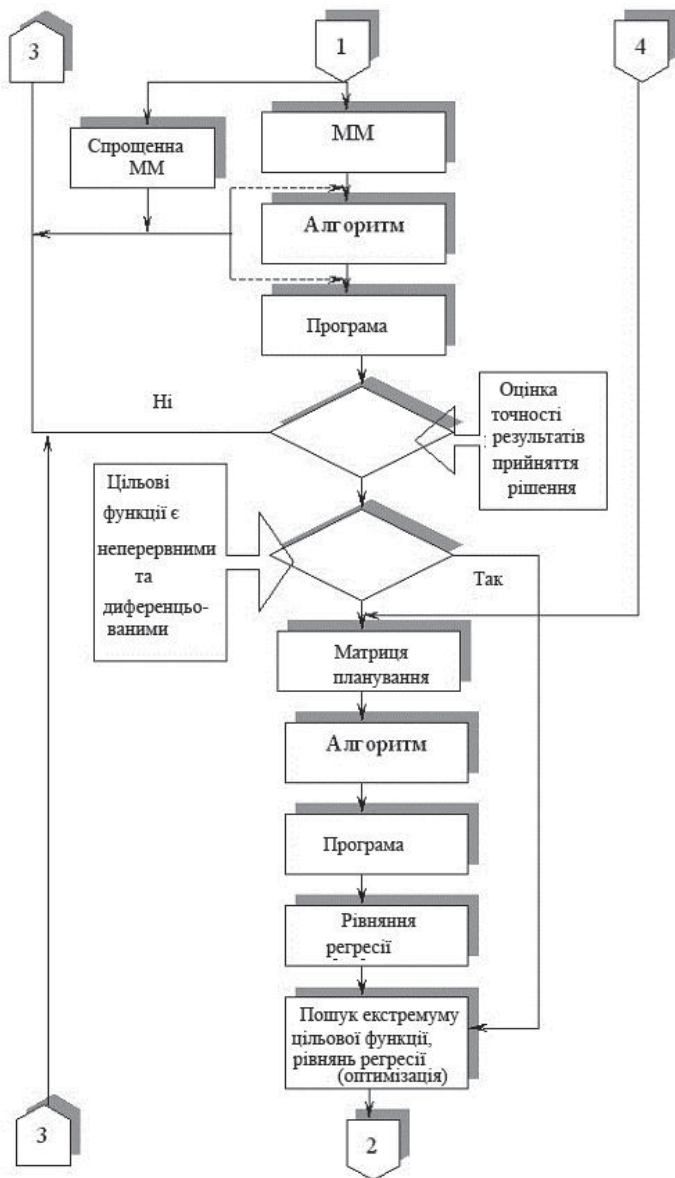 3
1
4
ММ
Спрощенна
ММ
Алгоритм
Програма
Ні
Оцінка
точності
результатів
прийняття
рішення
Цільові
функції є
неперервними
та
диференцьо-
ваними
Так
Матриця
планування
Алгоритм
Програма
Рівняння
регресії
Пошук екстремуму
цільової функції,
рівнянь регресії
(оптимізація)
3
2